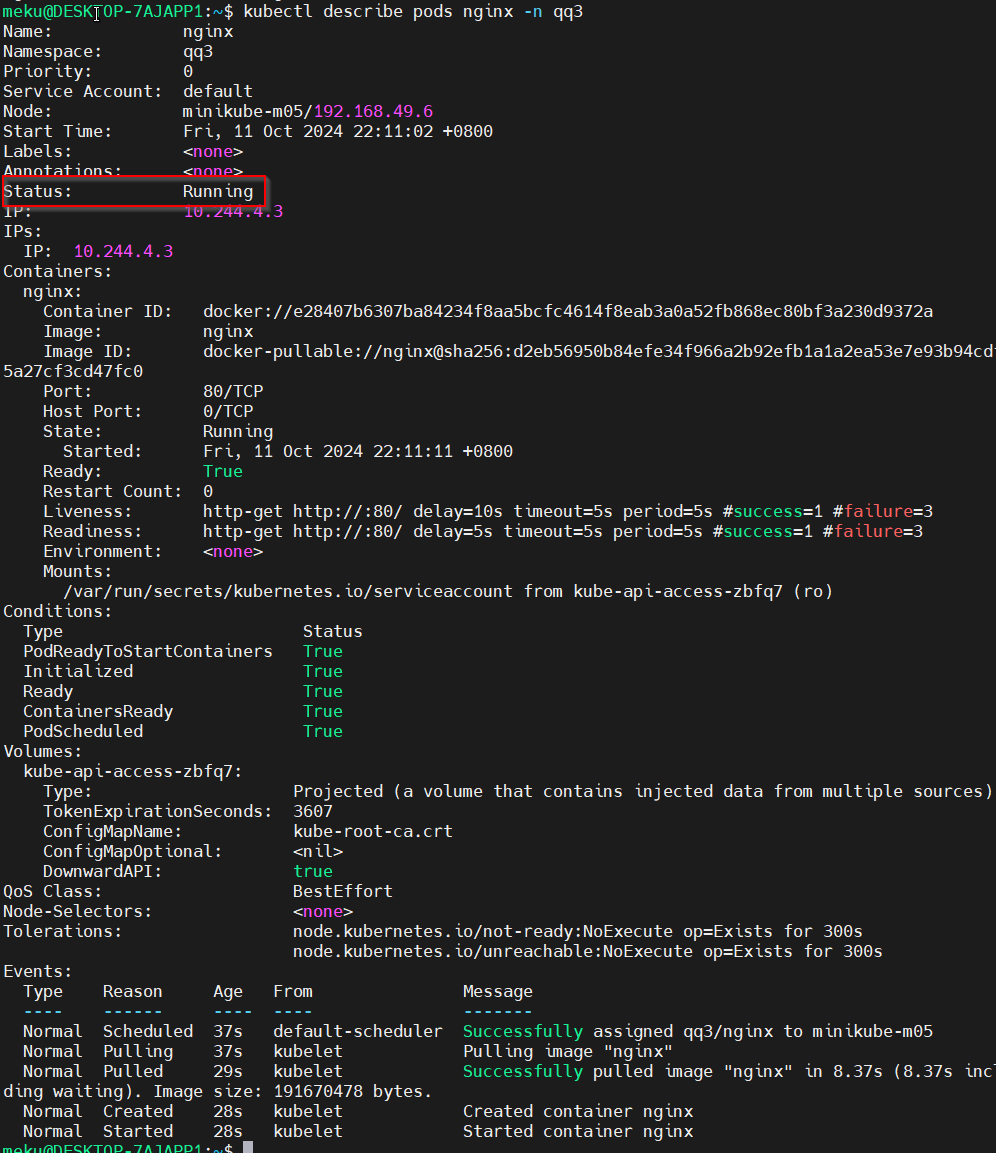 meku@DESKTOP-7AJAPP1:~$ kubectl describe pods nginx -n qq3
Name:             nginx
Namespace:        qq3
Priority:         0
Service Account:  default
Node:             minikube-m05/192.168.49.6
Start Time:       Fri, 11 Oct 2024 22:11:02 +0800
Labels:           <none>
Annotations:      <none>
Status:           Running
IP:               10.244.4.3
IPs:
  IP:  10.244.4.3
Containers:
  nginx:
    Container ID:   docker://e28407b6307ba84234f8aa5bcfc4614f8eab3a0a52fb868ec80bf3a230d9372a
    Image:          nginx
    Image ID:       docker-pullable://nginx@sha256:d2eb56950b84efe34f966a2b92efb1a1a2ea53e7e93b94cdf
5a27cf3cd47fc0
    Port:           80/TCP
    Host Port:      0/TCP
    State:          Running
      Started:      Fri, 11 Oct 2024 22:11:11 +0800
    Ready:          True
    Restart Count:  0
    Liveness:       http-get http://:80/ delay=10s timeout=5s period=5s #success=1 #failure=3
    Readiness:      http-get http://:80/ delay=5s timeout=5s period=5s #success=1 #failure=3
    Environment:    <none>
    Mounts:
      /var/run/secrets/kubernetes.io/serviceaccount from kube-api-access-zbfq7 (ro)
Conditions:
  Type                        Status
  PodReadyToStartContainers   True
  Initialized                 True
  Ready                       True
  ContainersReady             True
  PodScheduled                True
Volumes:
  kube-api-access-zbfq7:
    Type:                    Projected (a volume that contains injected data from multiple sources)
    TokenExpirationSeconds:  3607
    ConfigMapName:           kube-root-ca.crt
    ConfigMapOptional:       <nil>
    DownwardAPI:             true
QoS Class:                   BestEffort
Node-Selectors:              <none>
Tolerations:                 node.kubernetes.io/not-ready:NoExecute op=Exists for 300s
                             node.kubernetes.io/unreachable:NoExecute op=Exists for 300s
Events:
  Type    Reason     Age   From               Message
  ----    ------     ----  ----               -------
  Normal  Scheduled  37s   default-scheduler  Successfully assigned qq3/nginx to minikube-m05
  Normal  Pulling    37s   kubelet            Pulling image "nginx"
  Normal  Pulled     29s   kubelet            Successfully pulled image "nginx" in 8.37s (8.37s incl
ding waiting). Image size: 191670478 bytes.
  Normal  Created    28s   kubelet            Created container nginx
  Normal  Started    28s   kubelet            Started container nginx
meku@DESKTOP-7AJAPP1:~$